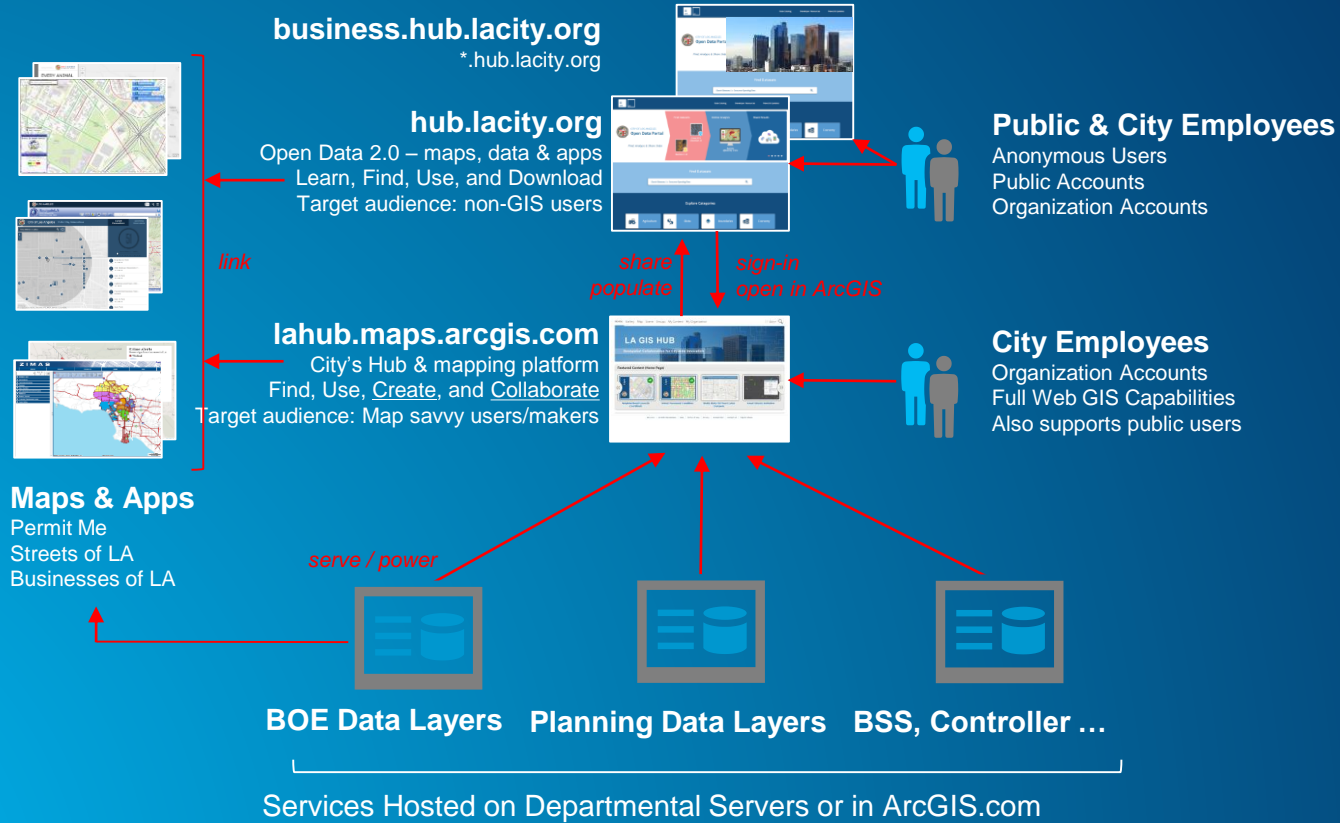 business.hub.lacity.org
*.hub.lacity.org
hub.lacity.org
Open Data 2.0 – maps, data & apps
Learn, Find, Use, and Download
Target audience: non-GIS users
Public & City Employees
Anonymous Users
Public Accounts
Organization Accounts
link
share
populate
sign-in
open in ArcGIS
lahub.maps.arcgis.com
City's Hub & mapping platform
Find, Use, Create, and Collaborate
Target audience: Map savvy users/makers
LA GIS HUB
City Employees
Organization Accounts
Full Web GIS Capabilities
Also supports public users
Maps & Apps
Permit Me
Streets of LA
Businesses of LA
ZIMAS
serve / power
BOE Data Layers
Planning Data Layers
BSS, Controller …
Services Hosted on Departmental Servers or in ArcGIS.com